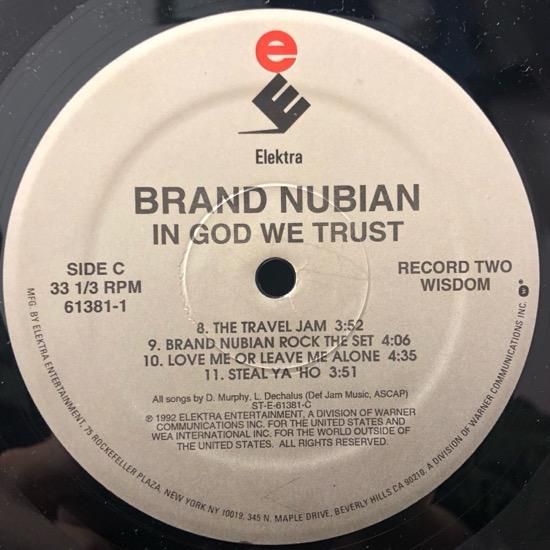 e
E
Elektra
BRAND NUBIAN
IN GOD WE TRUST
SIDE C
33 1/3 RPM
61381-1
RECORD TWO
WISDOM
8. THE TRAVEL JAM 3:52
9. BRAND NUBIAN ROCK THE SET 4:06
10. LOVE ME OR LEAVE ME ALONE 4:35
11. STEAL YA 'HO 3:51
All songs by D. Murphy, L. Dechalus (Def Jam Music, ASCAP)
ST-E-61381-C
℗ 1992 ELEKTRA ENTERTAINMENT, A DIVISION OF WARNER
COMMUNICATIONS INC. FOR THE UNITED STATES AND
WEA INTERNATIONAL INC. FOR THE WORLD OUTSIDE OF
THE UNITED STATES. ALL RIGHTS RESERVED.
MFG. BY ELEKTRA ENTERTAINMENT, 75 ROCKEFELLER PLAZA, NEW YORK NY 10019, 345 N. MAPLE DRIVE, BEVERLY HILLS CA 90210. A DIVISION OF WARNER COMMUNICATIONS INC.